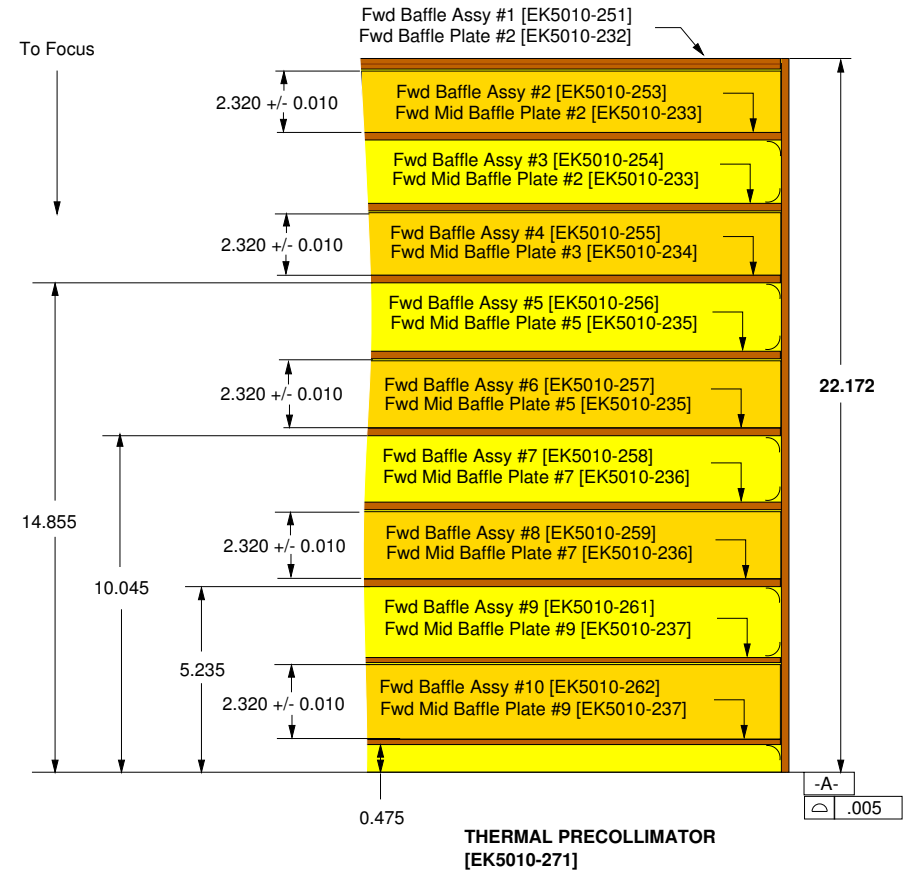 Fwd Baffle Assy #1 [EK5010-251]
Fwd Baffle Plate #2 [EK5010-232]
To Focus
2.320 +/- 0.010
Fwd Baffle Assy #2 [EK5010-253]
Fwd Mid Baffle Plate #2 [EK5010-233]
Fwd Baffle Assy #3 [EK5010-254]
Fwd Mid Baffle Plate #2 [EK5010-233]
2.320 +/- 0.010
Fwd Baffle Assy #4 [EK5010-255]
Fwd Mid Baffle Plate #3 [EK5010-234]
Fwd Baffle Assy #5 [EK5010-256]
Fwd Mid Baffle Plate #5 [EK5010-235]
2.320 +/- 0.010
Fwd Baffle Assy #6 [EK5010-257]
Fwd Mid Baffle Plate #5 [EK5010-235]
22.172
Fwd Baffle Assy #7 [EK5010-258]
Fwd Mid Baffle Plate #7 [EK5010-236]
14.855
2.320 +/- 0.010
Fwd Baffle Assy #8 [EK5010-259]
Fwd Mid Baffle Plate #7 [EK5010-236]
10.045
Fwd Baffle Assy #9 [EK5010-261]
Fwd Mid Baffle Plate #9 [EK5010-237]
5.235
2.320 +/- 0.010
Fwd Baffle Assy #10 [EK5010-262]
Fwd Mid Baffle Plate #9 [EK5010-237]
-A-
.005
0.475
THERMAL PRECOLLIMATOR
[EK5010-271]